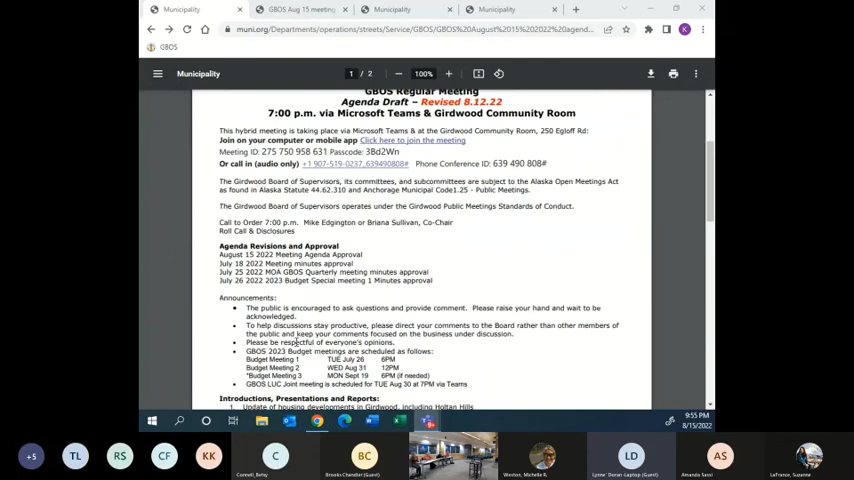 Municipality
GBOS Aug 15 meeting
Municipality
Municipality
muni.org/Departments/operations/streets/Service/GBOS/GBOS%20August%2015%202022%20agend...
GBOS
Municipality
1 / 2
100%
GBOS Regular Meeting
Agenda Draft – Revised 8.12.22
7:00 p.m. via Microsoft Teams & Girdwood Community Room
This hybrid meeting is taking place via Microsoft Teams & at the Girdwood Community Room, 250 Egloff Rd:
Join on your computer or mobile app Click here to join the meeting
Meeting ID: 275 750 958 631 Passcode: 3Bd2Wn
Or call in (audio only) +1 907-519-0237,,639490808# Phone Conference ID: 639 490 808#
The Girdwood Board of Supervisors, its committees, and subcommittees are subject to the Alaska Open Meetings Act
as found in Alaska Statute 44.62.310 and Anchorage Municipal Code1.25 - Public Meetings.
The Girdwood Board of Supervisors operates under the Girdwood Public Meetings Standards of Conduct.
Call to Order 7:00 p.m. Mike Edgington or Briana Sullivan, Co-Chair
Roll Call & Disclosures
Agenda Revisions and Approval
August 15 2022 Meeting Agenda Approval
July 18 2022 Meeting minutes approval
July 25 2022 MOA GBOS Quarterly meeting minutes approval
July 26 2022 2023 Budget Special meeting 1 Minutes approval
Announcements:
• The public is encouraged to ask questions and provide comment. Please raise your hand and wait to be
acknowledged.
• To help discussions stay productive, please direct your comments to the Board rather than other members of
the public and keep your comments focused on the business under discussion.
• Please be respectful of everyone's opinions.
• GBOS 2023 Budget meetings are scheduled as follows:
Budget Meeting 1 TUE July 26 6PM
Budget Meeting 2 WED Aug 31 12PM
*Budget Meeting 3 MON Sept 19 6PM (if needed)
• GBOS LUC Joint meeting is scheduled for TUE Aug 30 at 7PM via Teams
Introductions, Presentations and Reports:
1. Update of housing developments in Girdwood, including Holtan Hills
9:55 PM
8/15/2022
+5
TL
RS
CF
KK
C
Connell, Betsy
BC
Brooks Chandler (Guest)
Weston, Michelle R.
LD
Lynne' Doran-Laptop (Guest)
AS
Amanda Sassi
LaFrance, Suzanne